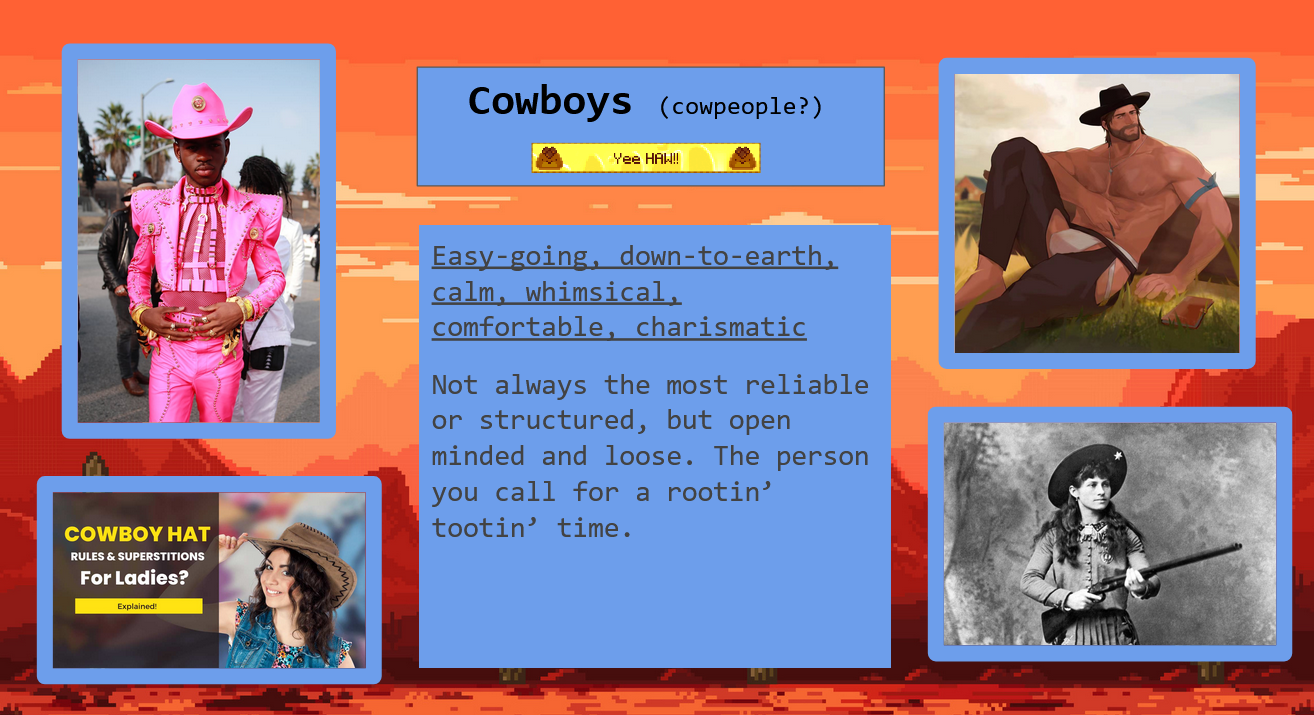 Cowboys (cowpeople?)
Yee HAW!!
Easy-going, down-to-earth,
calm, whimsical,
comfortable, charismatic
Not always the most reliable
or structured, but open
minded and loose. The person
you call for a rootin’
tootin’ time.
COWBOY HAT
RULES & SUPERSTITIONS
For Ladies?
Explained!